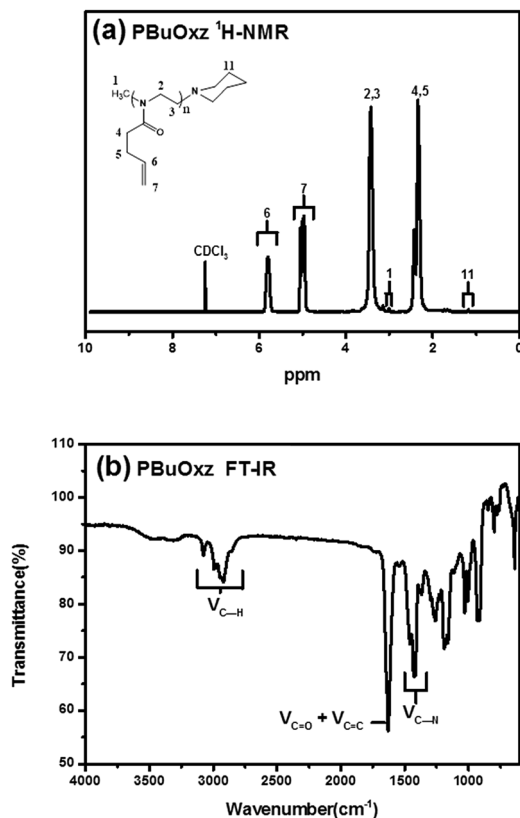 (a) PBuOxz ¹H-NMR
1 2 11
H₃C ( N 3 )n N
4 O
5 6
7
2,3 4,5
6 7
CDCl₃
1 11
10 8 6 4 2 0
ppm
(b) PBuOxz FT-IR
110
100
90
80
70
60
50
Transmittance(%)
V_C—H
V_C=O + V_C=C
V_C—N
4000 3500 3000 2500 2000 1500 1000
Wavenumber(cm⁻¹)